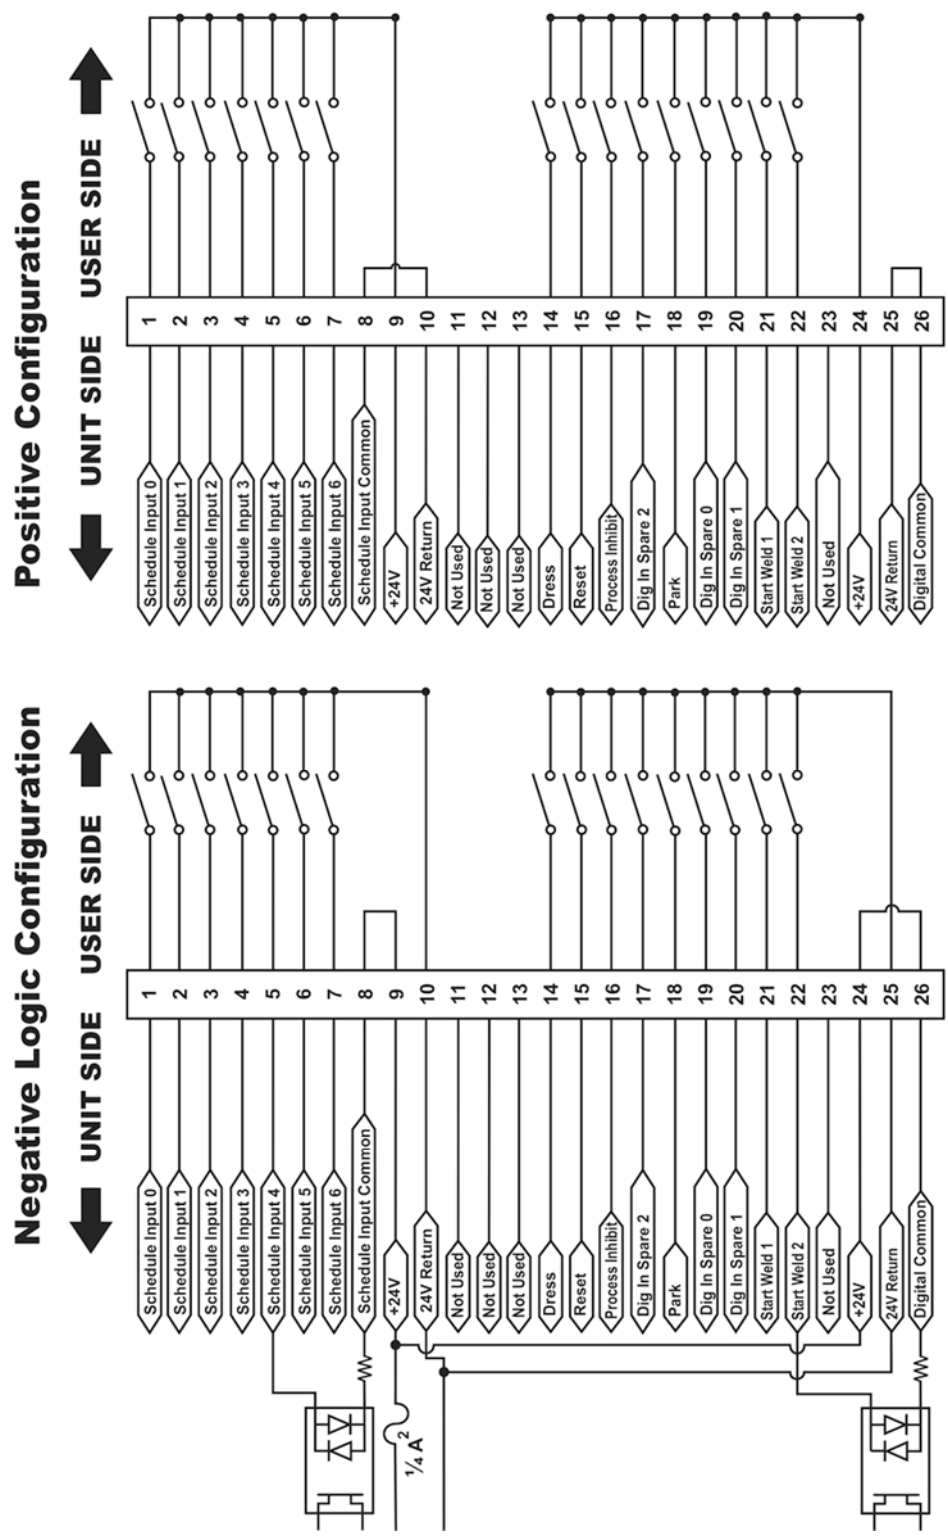 Positive Configuration
UNIT SIDE USER SIDE
1
2
3
4
5
6
7
8
9
10
11
12
13
14
15
16
17
18
19
20
21
22
23
24
25
26
Schedule Input 0
Schedule Input 1
Schedule Input 2
Schedule Input 3
Schedule Input 4
Schedule Input 5
Schedule Input 6
Schedule Input Common
+24V
24V Return
Not Used
Not Used
Not Used
Dress
Reset
Process Inhibit
Dig In Spare 2
Park
Dig In Spare 0
Dig In Spare 1
Start Weld 1
Start Weld 2
Not Used
+24V
24V Return
Digital Common
Negative Logic Configuration
UNIT SIDE USER SIDE
1
2
3
4
5
6
7
8
9
10
11
12
13
14
15
16
17
18
19
20
21
22
23
24
25
26
Schedule Input 0
Schedule Input 1
Schedule Input 2
Schedule Input 3
Schedule Input 4
Schedule Input 5
Schedule Input 6
Schedule Input Common
+24V
24V Return
Not Used
Not Used
Not Used
Dress
Reset
Process Inhibit
Dig In Spare 2
Park
Dig In Spare 0
Dig In Spare 1
Start Weld 1
Start Weld 2
Not Used
+24V
24V Return
Digital Common
¼ A²